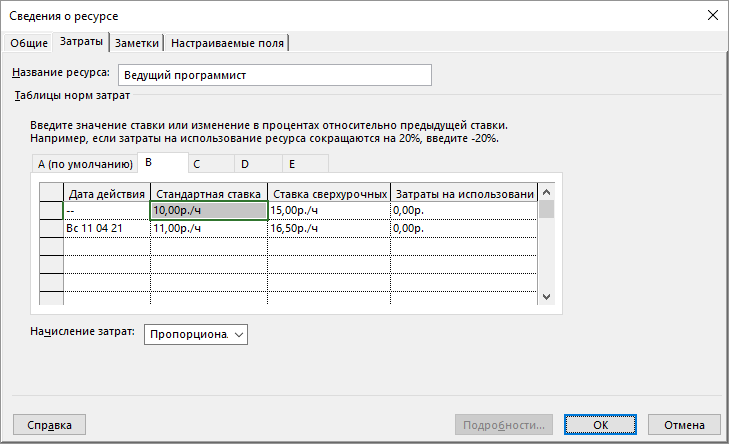 Сведения о ресурсе
Общие Затраты Заметки Настраиваемые поля
Название ресурса: Ведущий программист
Таблицы норм затрат
Введите значение ставки или изменение в процентах относительно предыдущей ставки.
Например, если затраты на использование ресурса сокращаются на 20%, введите -20%.
A (по умолчанию) B C D E
Дата действия Стандартная ставка Ставка сверхурочных Затраты на использовани
-- 10,00р./ч 15,00р./ч 0,00р.
Вс 11 04 21 11,00р./ч 16,50р./ч 0,00р.
Начисление затрат: Пропорциона.
Справка Подробности... ОК Отмена